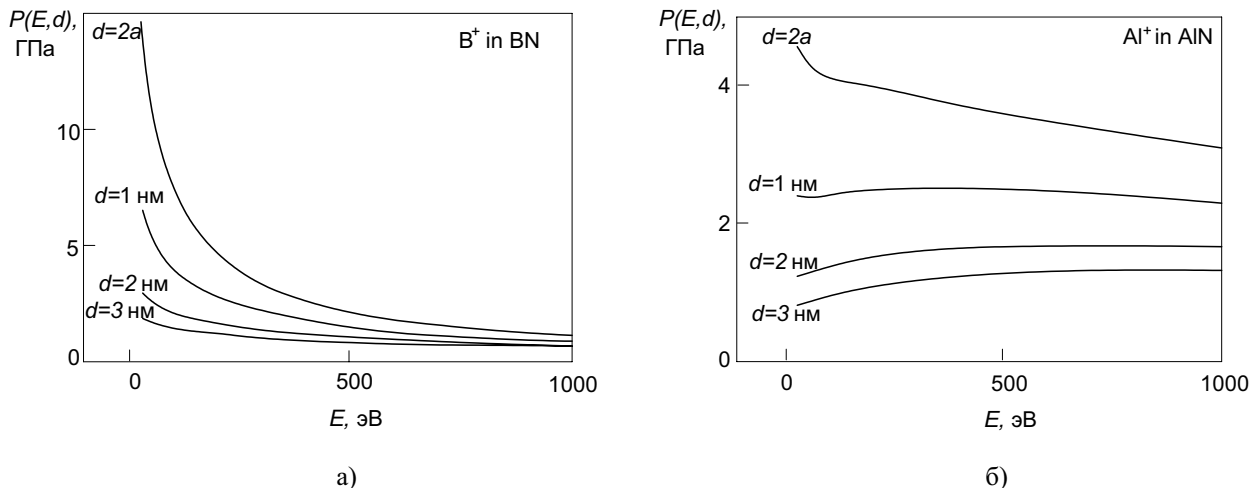 P(E,d),
ГПа
d=2a
B⁺ in BN
10
d=1 нм
5
d=2 нм
d=3 нм
0
0 500 1000
E, эВ
а)
P(E,d),
ГПа
d=2a
Al⁺ in AlN
4
d=1 нм
2
d=2 нм
d=3 нм
0
0 500 1000
E, эВ
б)